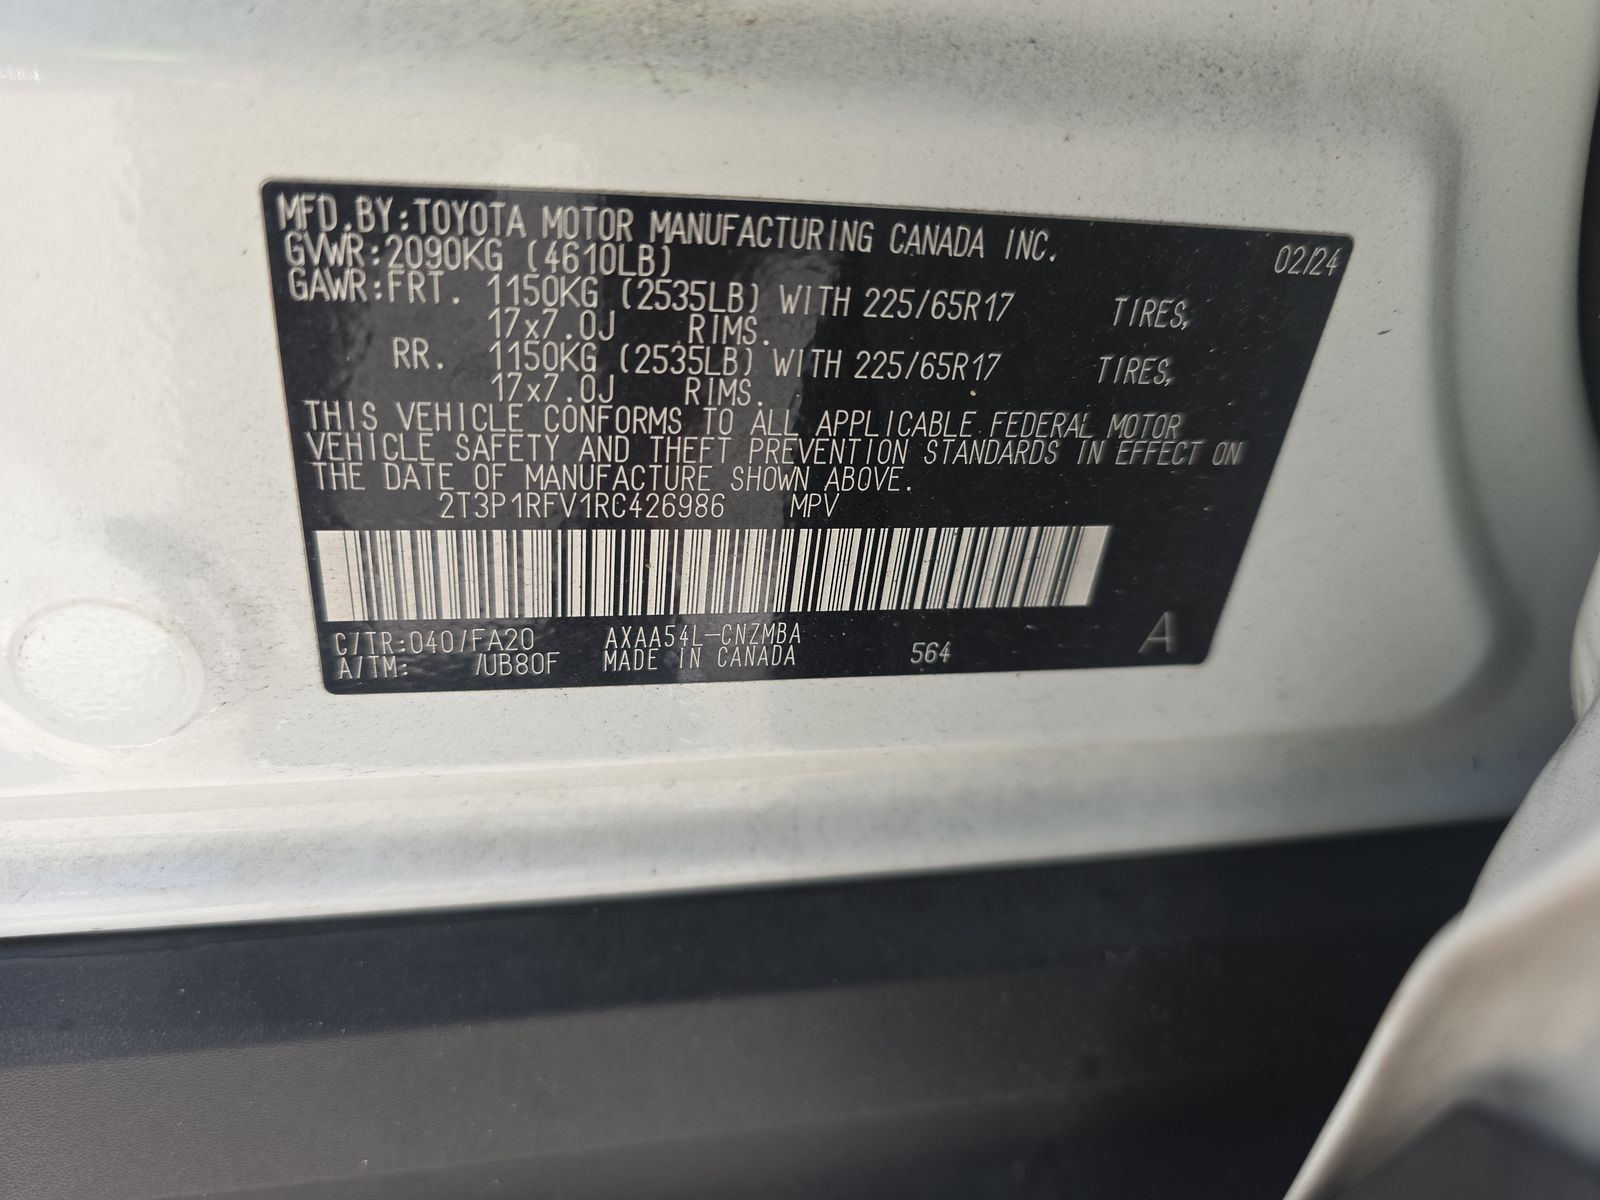 MFD.BY:TOYOTA MOTOR MANUFACTURING CANADA INC. 02/24
GVWR:2090KG (4610LB)
GAWR:FRT. 1150KG (2535LB) WITH 225/65R17 TIRES,
17x7.0J RIMS.
RR. 1150KG (2535LB) WITH 225/65R17 TIRES,
17x7.0J RIMS.
THIS VEHICLE CONFORMS TO ALL APPLICABLE FEDERAL MOTOR
VEHICLE SAFETY AND THEFT PREVENTION STANDARDS IN EFFECT ON
THE DATE OF MANUFACTURE SHOWN ABOVE.
2T3P1RFV1RC426986 MPV
C/TR:040/FA20 AXAA54L-CNZMBA
A/TM: /UB80F MADE IN CANADA 564 A